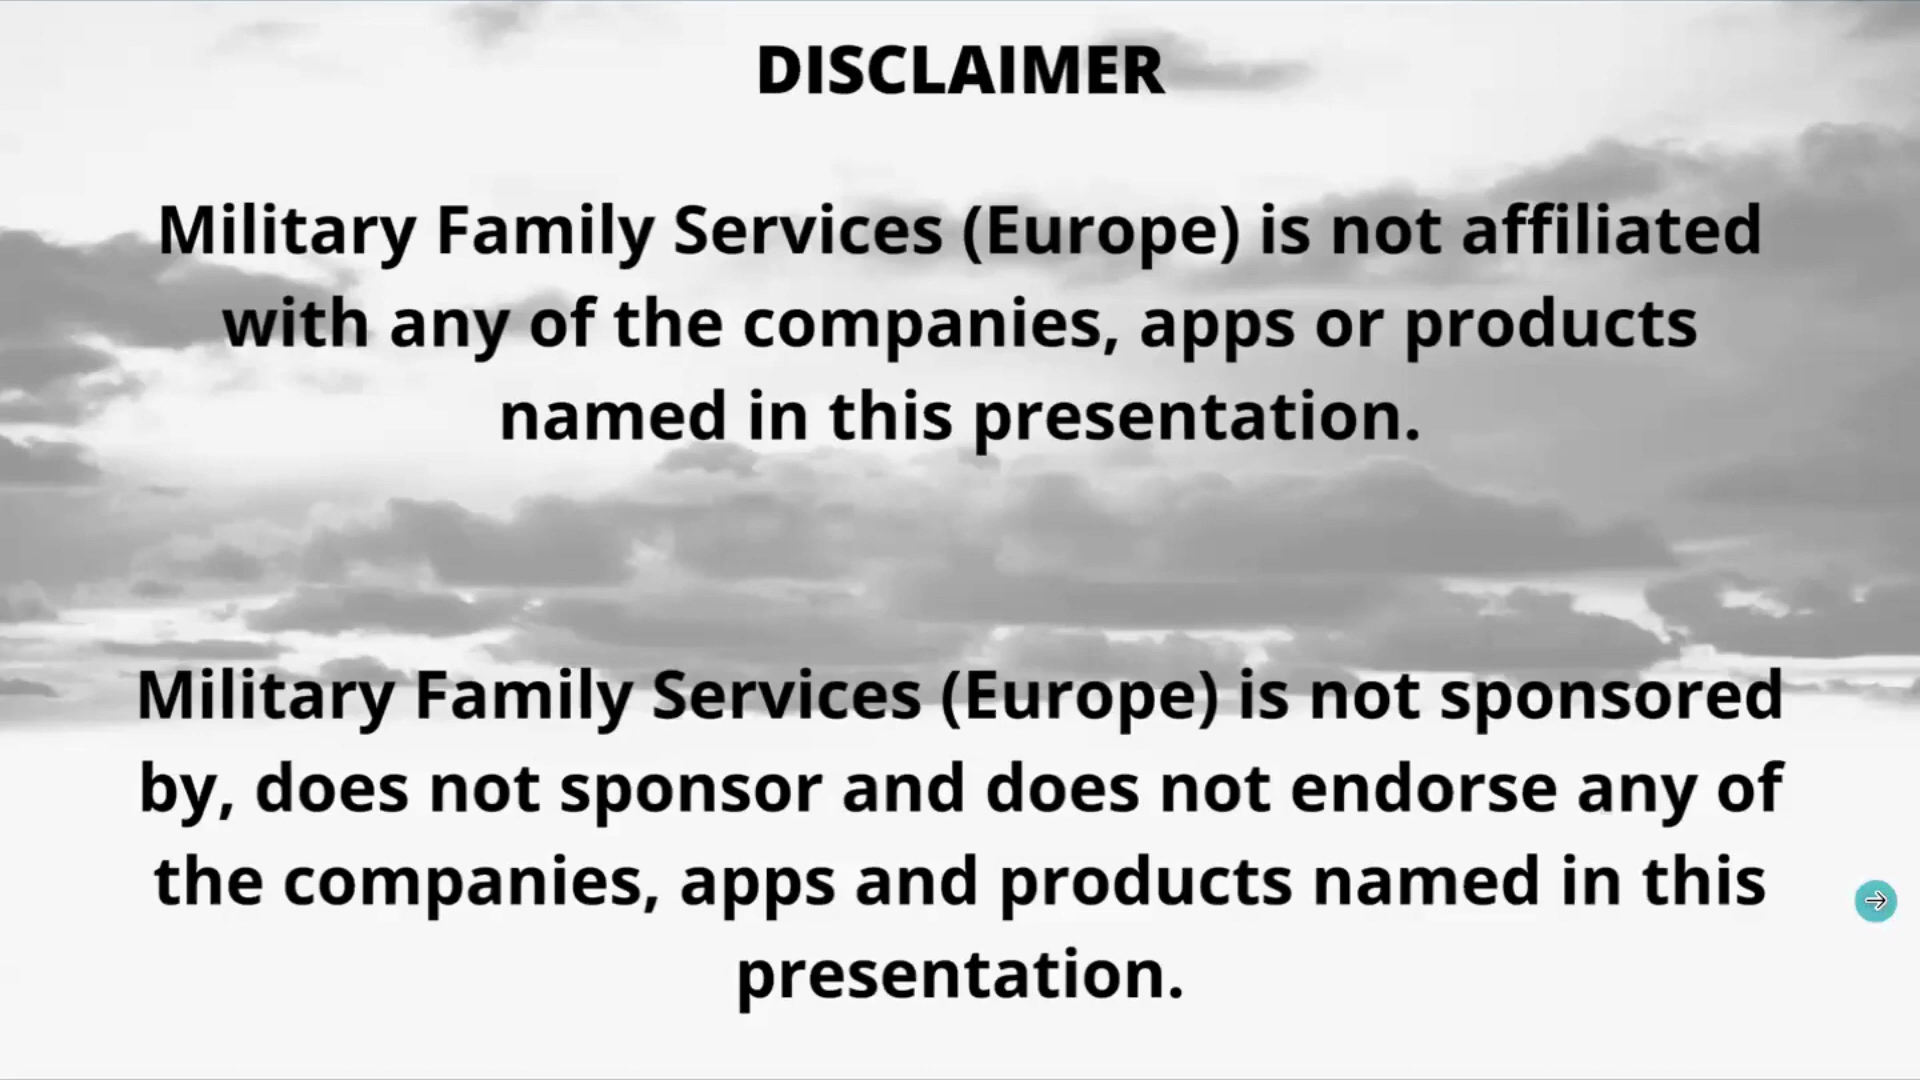 DISCLAIMER
Military Family Services (Europe) is not affiliated
with any of the companies, apps or products
named in this presentation.
Military Family Services (Europe) is not sponsored
by, does not sponsor and does not endorse any of
the companies, apps and products named in this
presentation.